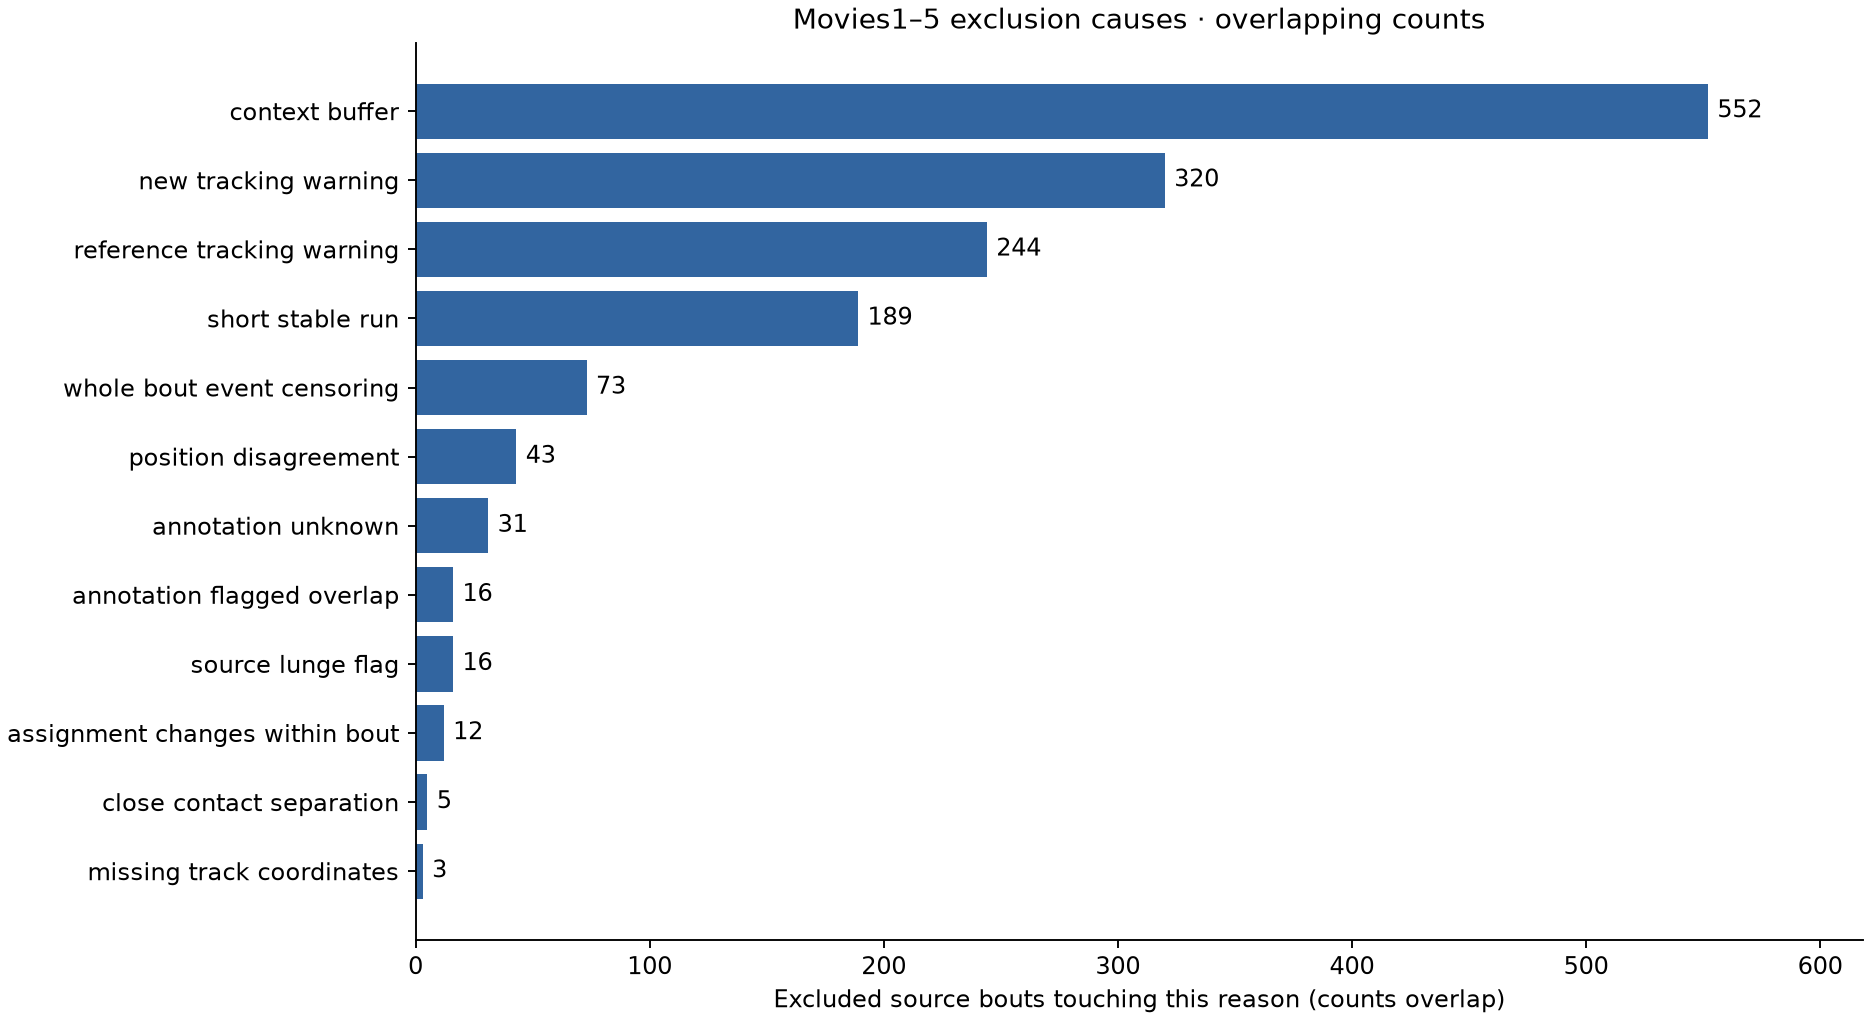 Movies1–5 exclusion causes · overlapping counts
context buffer 552
new tracking warning 320
reference tracking warning 244
short stable run 189
whole bout event censoring 73
position disagreement 43
annotation unknown 31
annotation flagged overlap 16
source lunge flag 16
assignment changes within bout 12
close contact separation 5
missing track coordinates 3
0 100 200 300 400 500 600
Excluded source bouts touching this reason (counts overlap)